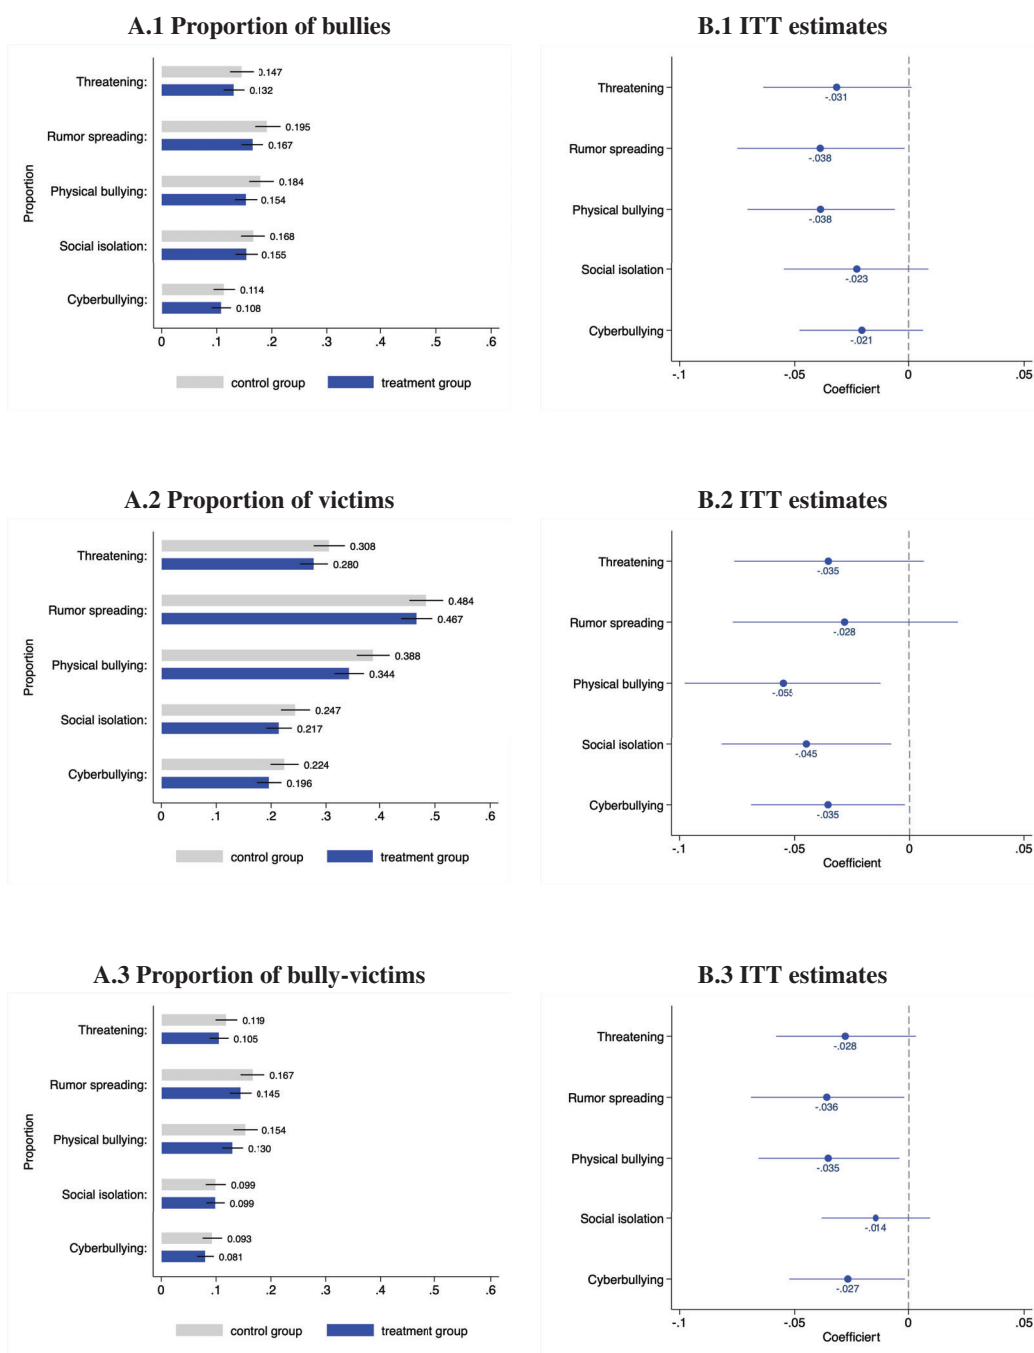 A.1 Proportion of bullies
Threatening:
0.147
0.132
Rumor spreading:
0.195
0.167
Physical bullying:
0.184
0.154
Social isolation:
0.168
0.155
Cyberbullying:
0.114
0.108
Proportion
0 .1 .2 .3 .4 .5 .6
control group treatment group
B.1 ITT estimates
Threatening
-.031
Rumor spreading
-.038
Physical bullying
-.038
Social isolation
-.023
Cyberbullying
-.021
-.1 -.05 0 .05
Coefficient
A.2 Proportion of victims
Threatening:
0.308
0.280
Rumor spreading:
0.484
0.467
Physical bullying:
0.388
0.344
Social isolation:
0.247
0.217
Cyberbullying:
0.224
0.196
Proportion
0 .1 .2 .3 .4 .5 .6
control group treatment group
B.2 ITT estimates
Threatening
-.035
Rumor spreading
-.028
Physical bullying
-.055
Social isolation
-.045
Cyberbullying
-.035
-.1 -.05 0 .05
Coefficient
A.3 Proportion of bully-victims
Threatening:
0.119
0.105
Rumor spreading:
0.167
0.145
Physical bullying:
0.154
0.130
Social isolation:
0.099
0.099
Cyberbullying:
0.093
0.081
Proportion
0 .1 .2 .3 .4 .5 .6
control group treatment group
B.3 ITT estimates
Threatening
-.028
Rumor spreading
-.036
Physical bullying
-.035
Social isolation
-.014
Cyberbullying
-.027
-.1 -.05 0 .05
Coefficient